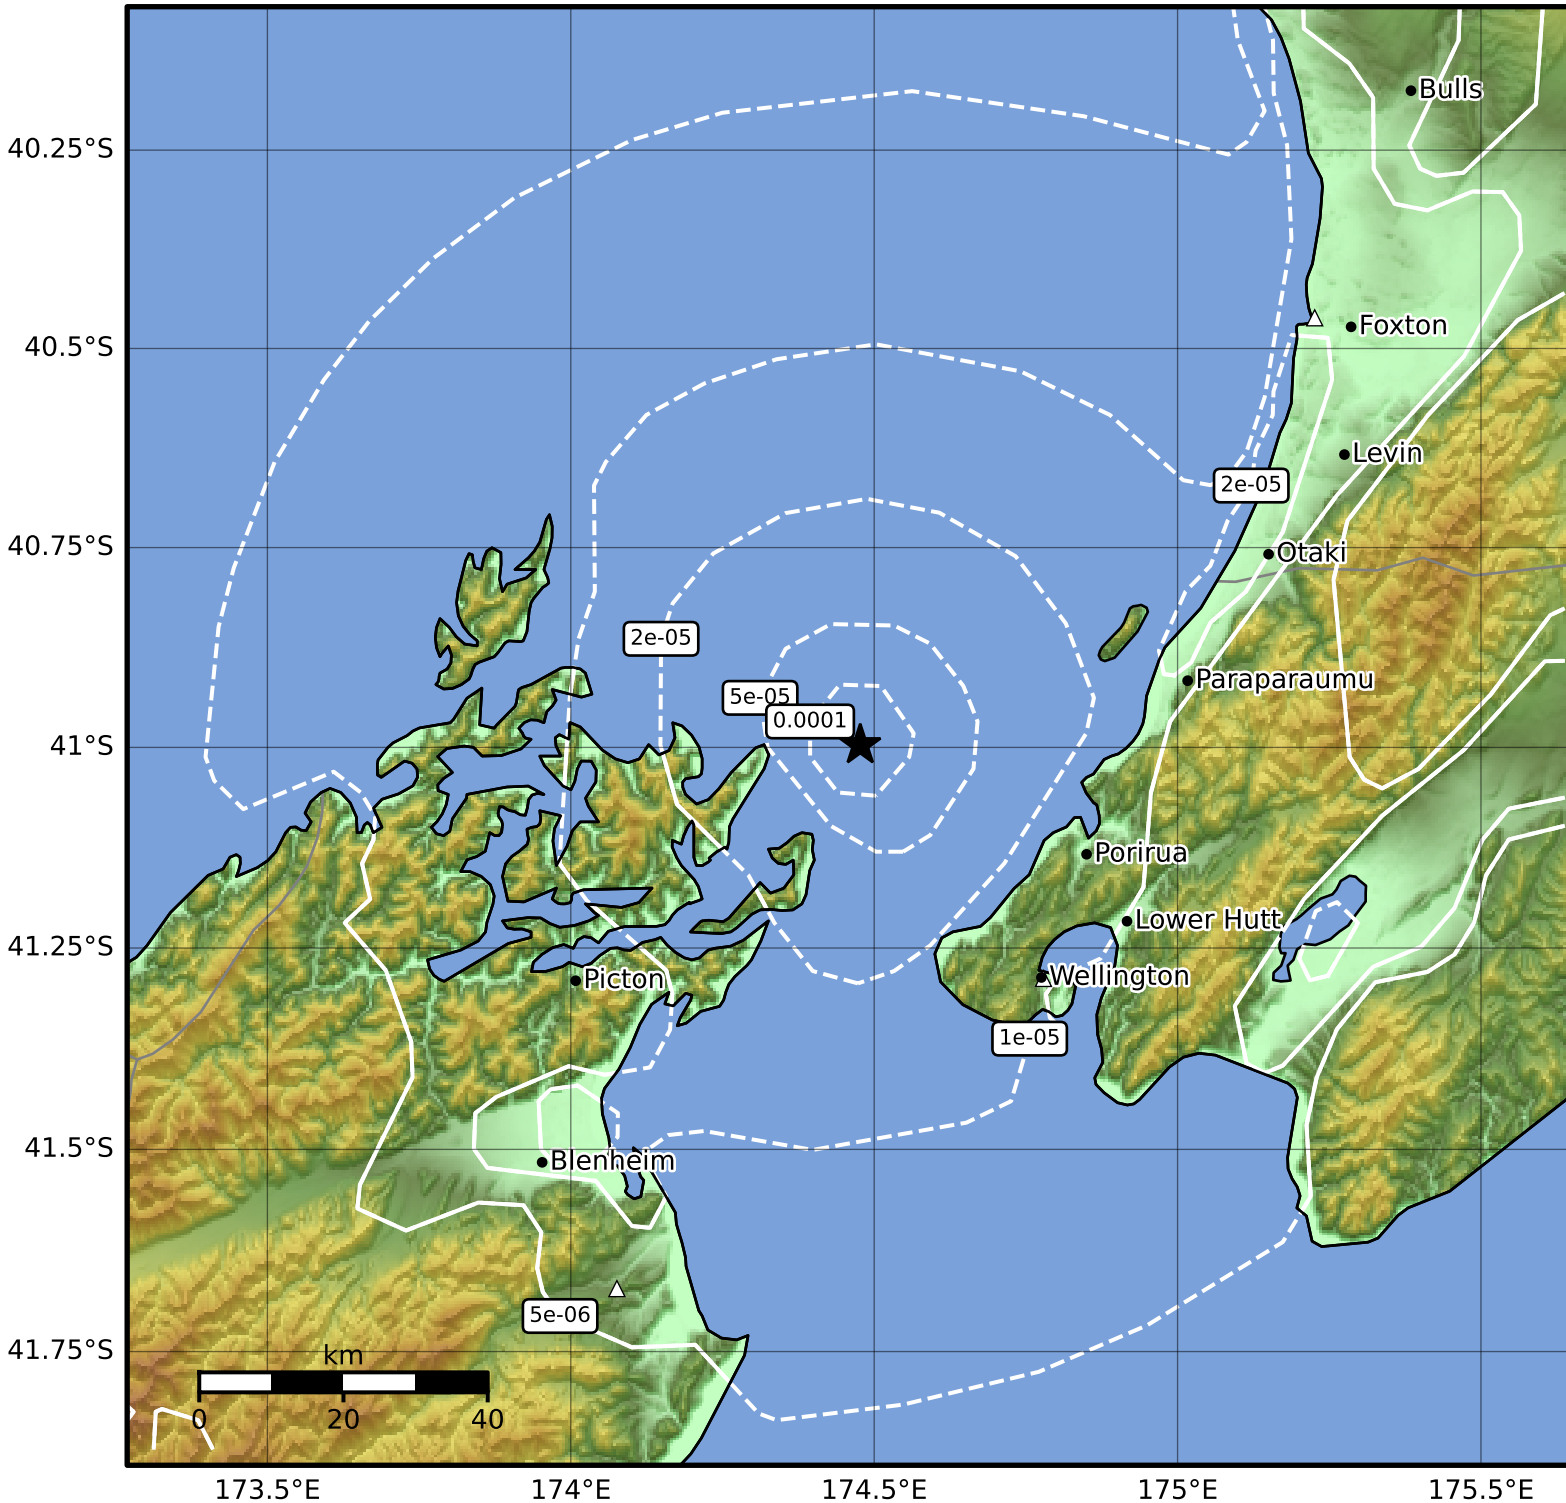 Bulls
40.25°S
Foxton
40.5°S
Levin
2e-05
40.75°S
Otaki
2e-05
Paraparaumu
5e-05
0.0001
41°S
Porirua
Lower Hutt
41.25°S
Picton
Wellington
1e-05
41.5°S
Blenheim
5e-06
41.75°S
km
0 20 40
173.5°E 174°E 174.5°E 175°E 175.5°E